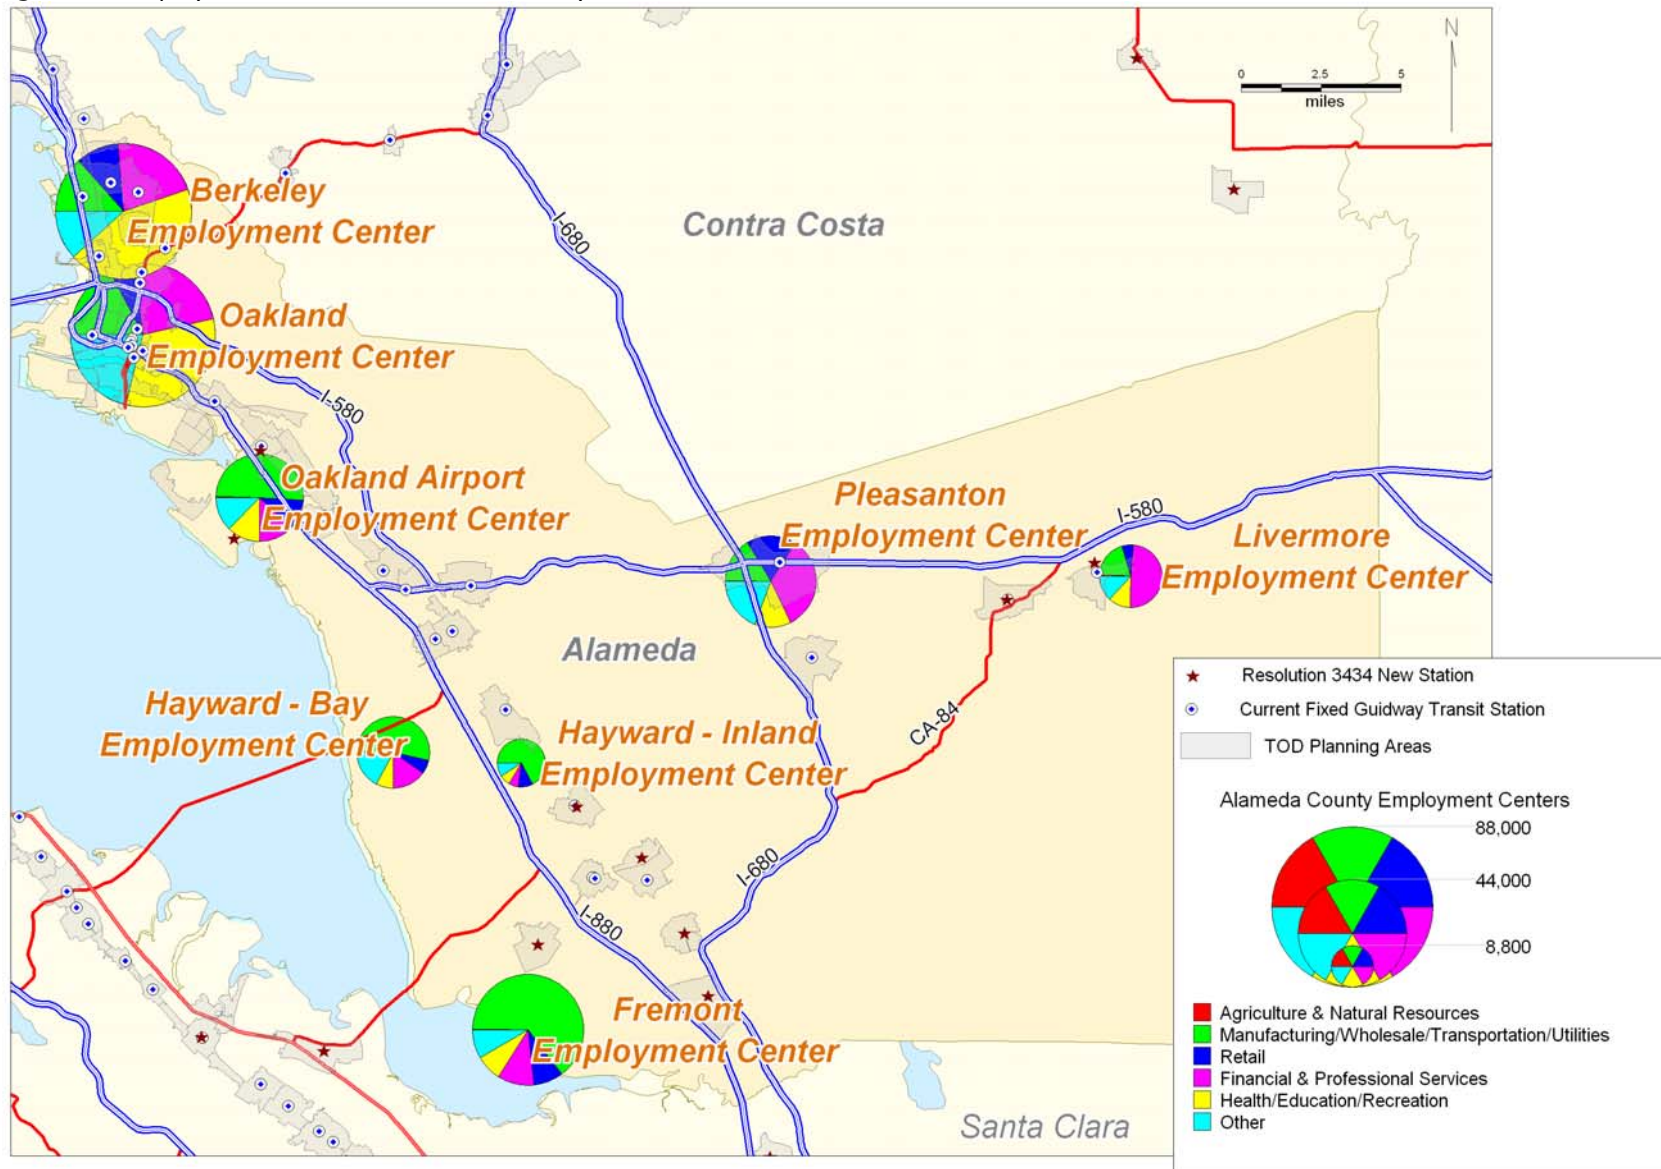 N
0 2.5 5
miles
Berkeley
Employment Center
Contra Costa
I-680
Oakland
Employment Center
I-580
Oakland Airport
Employment Center
Pleasanton
Employment Center
I-580
Livermore
Employment Center
Alameda
Hayward - Bay
Employment Center
Hayward - Inland
Employment Center
CA-84
I-680
I-880
Fremont
Employment Center
Santa Clara
Resolution 3434 New Station
Current Fixed Guidway Transit Station
TOD Planning Areas
Alameda County Employment Centers
88,000
44,000
8,800
Agriculture & Natural Resources
Manufacturing/Wholesale/Transportation/Utilities
Retail
Financial & Professional Services
Health/Education/Recreation
Other